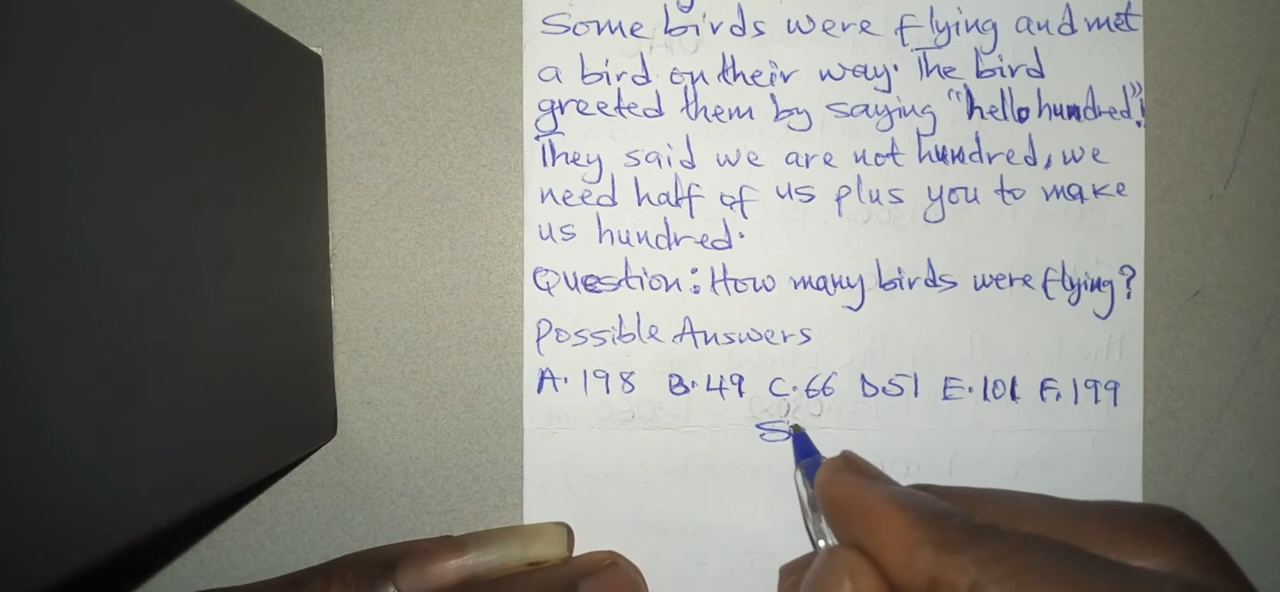 Some birds were flying and met
a bird on their way. The bird
greeted them by saying "hello hundred"!
They said we are not hundred, we
need half of us plus you to make
us hundred.
Question: How many birds were flying?
Possible Answers
A. 198 B. 49 C. 66 D. 51 E. 101 F. 199
S